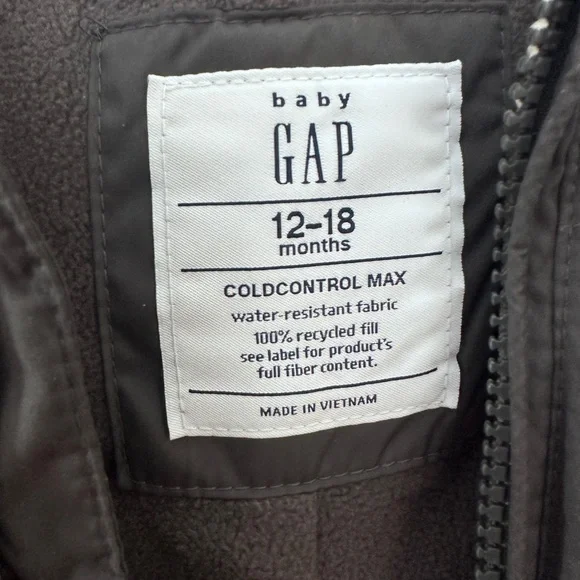 baby
GAP
12-18
months
COLDCONTROL MAX
water-resistant fabric
100% recycled fill
see label for product's
full fiber content.
MADE IN VIETNAM